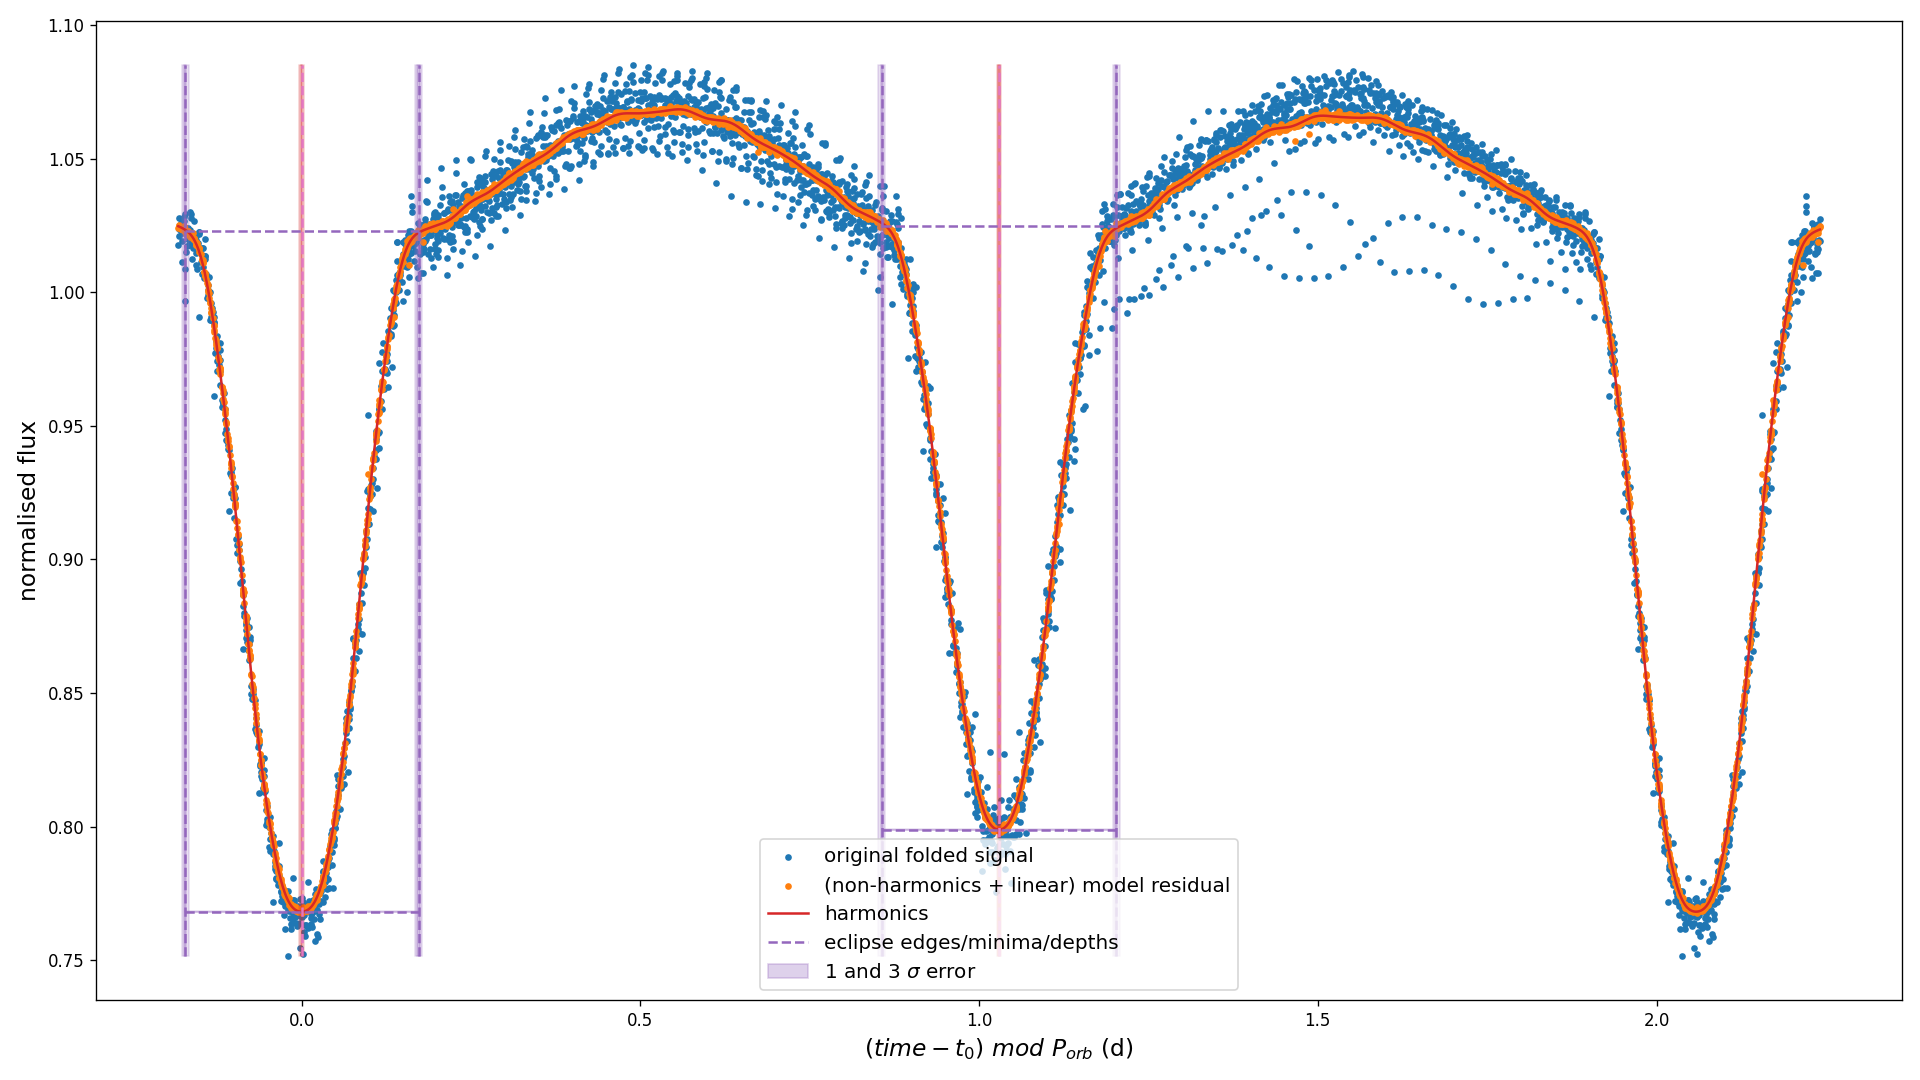 1.10
1.05
1.00
0.95
0.90
0.85
0.80
0.75
normalised flux
original folded signal
(non-harmonics + linear) model residual
harmonics
eclipse edges/minima/depths
1 and 3 σ error
0.0 0.5 1.0 1.5 2.0
(time − t₀) mod P_orb (d)